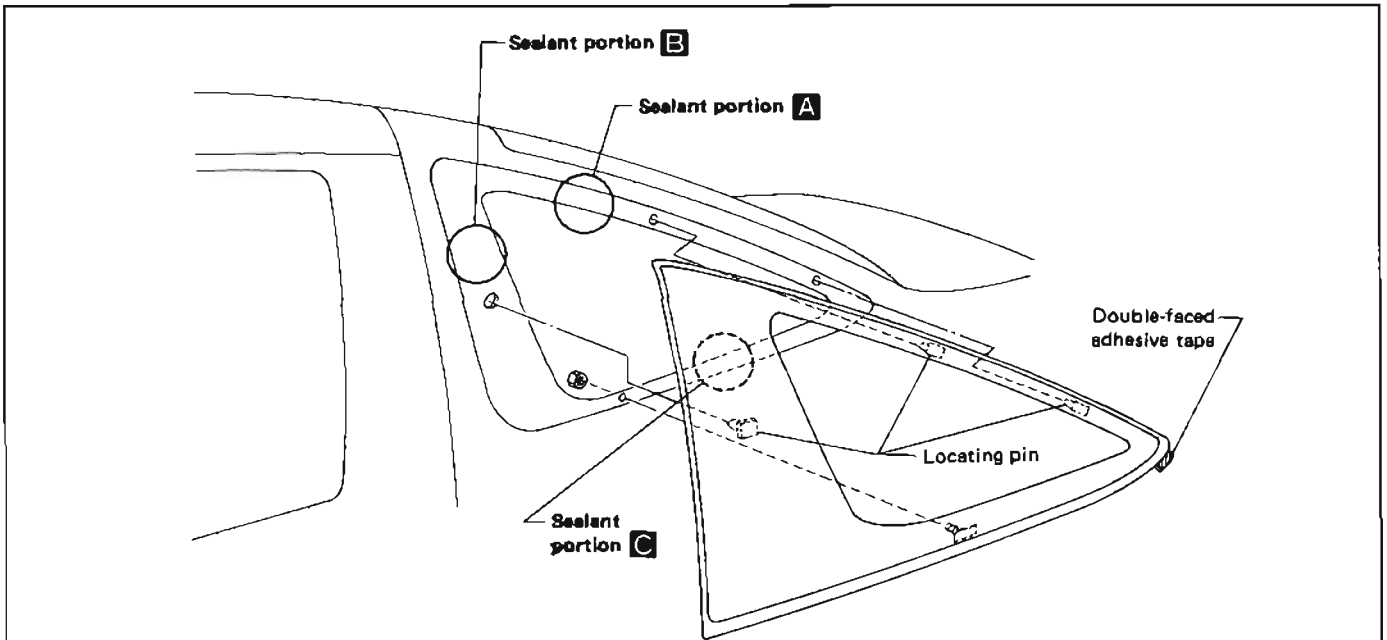 Sealant portion B
Sealant portion A
Double-faced
adhesive tape
Locating pin
Sealant
portion C